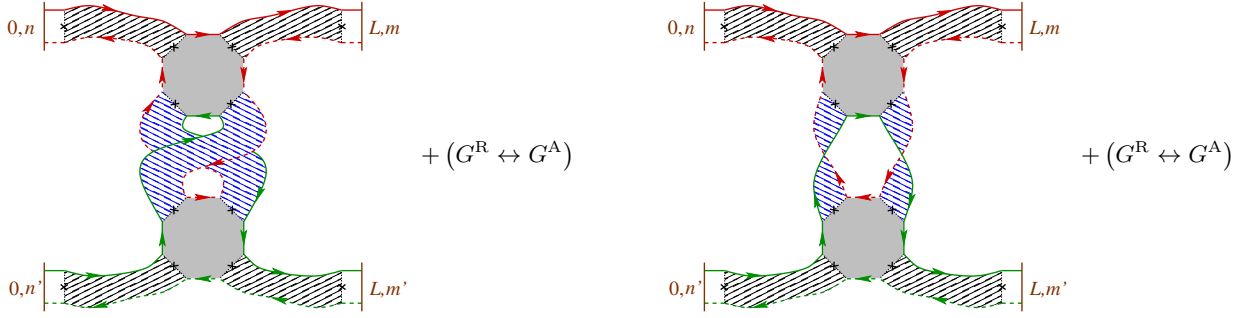 0,n
L,m
0,n'
L,m'
+ (G^R ↔ G^A)
0,n
L,m
0,n'
L,m'
+ (G^R ↔ G^A)